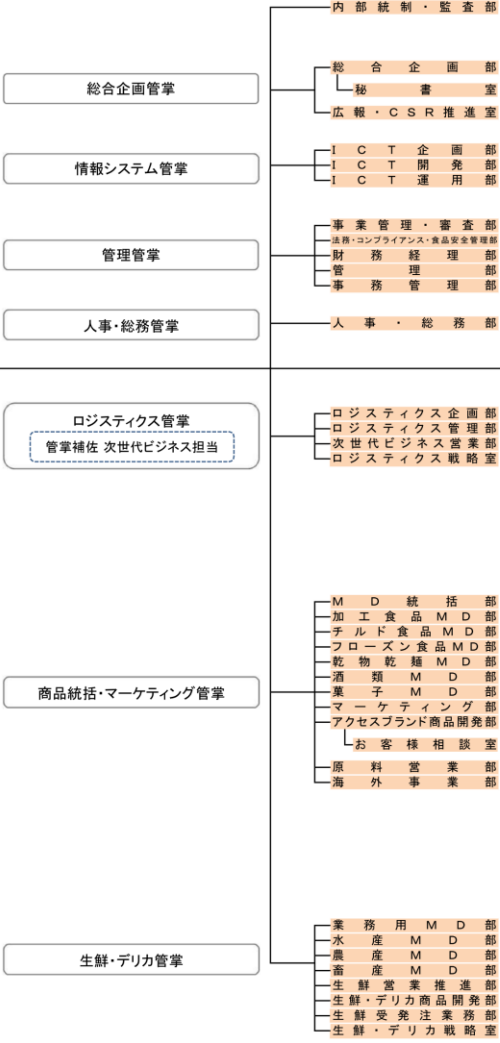 内部統制・監査部
総合企画管掌
総合企画部
秘書室
広報・CSR推進室
情報システム管掌
ICT企画部
ICT開発部
ICT運用部
管理管掌
事業管理・審査部
法務・コンプライアンス・食品安全管理部
財務経理部
管理部
事務管理部
人事・総務管掌
人事・総務部
ロジスティクス管掌
管掌補佐 次世代ビジネス担当
ロジスティクス企画部
ロジスティクス管理部
次世代ビジネス営業部
ロジスティクス戦略室
商品統括・マーケティング管掌
MD統括部
加工食品MD部
チルド食品MD部
フローズン食品MD部
乾物乾麺MD部
酒類MD部
菓子MD部
マーケティング部
アクセスブランド商品開発部
お客様相談室
原料営業部
海外事業部
生鮮・デリカ管掌
業務用MD部
水産MD部
農産MD部
畜産MD部
生鮮営業推進部
生鮮・デリカ商品開発部
生鮮受発注業務部
生鮮・デリカ戦略室